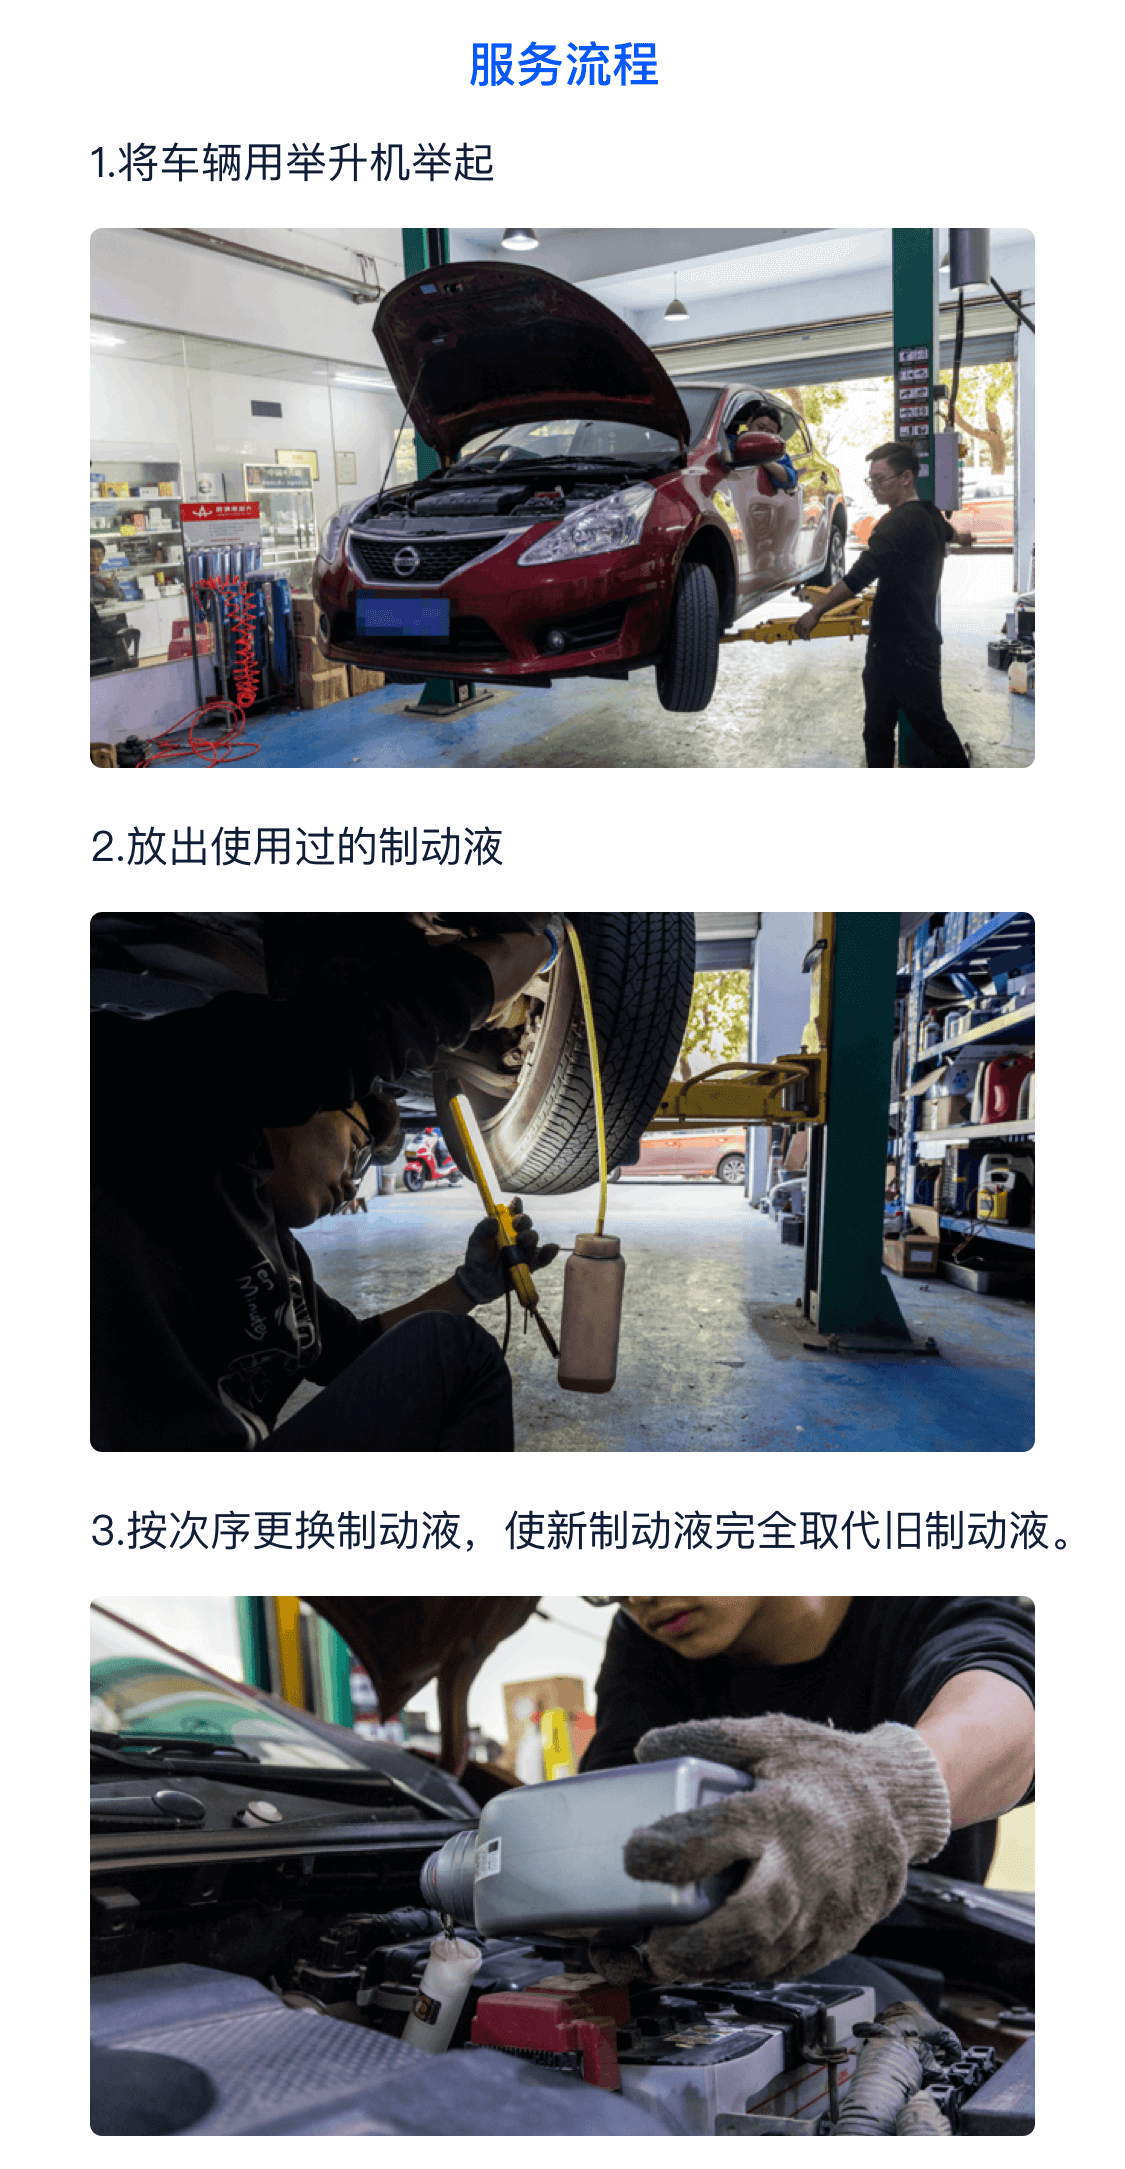 服务流程
1.将车辆用举升机举起
2.放出使用过的制动液
Ten
Minutes
3.按次序更换制动液，使新制动液完全取代旧制动液。